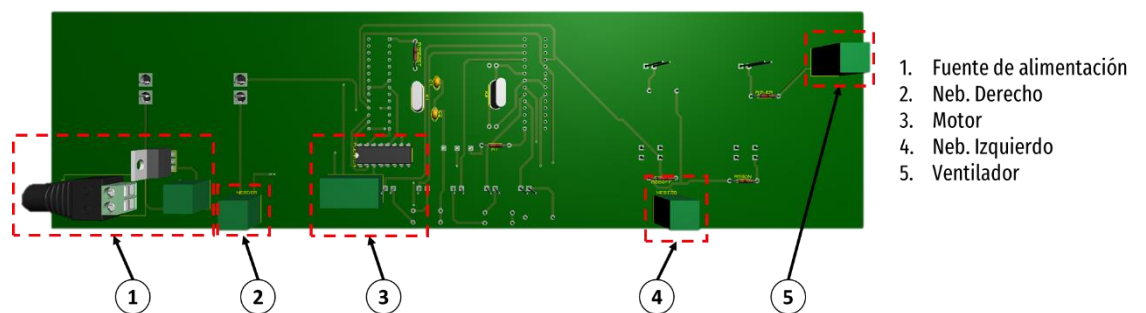 1. Fuente de alimentación
2. Neb. Derecho
3. Motor
4. Neb. Izquierdo
5. Ventilador
1
2
3
4
5